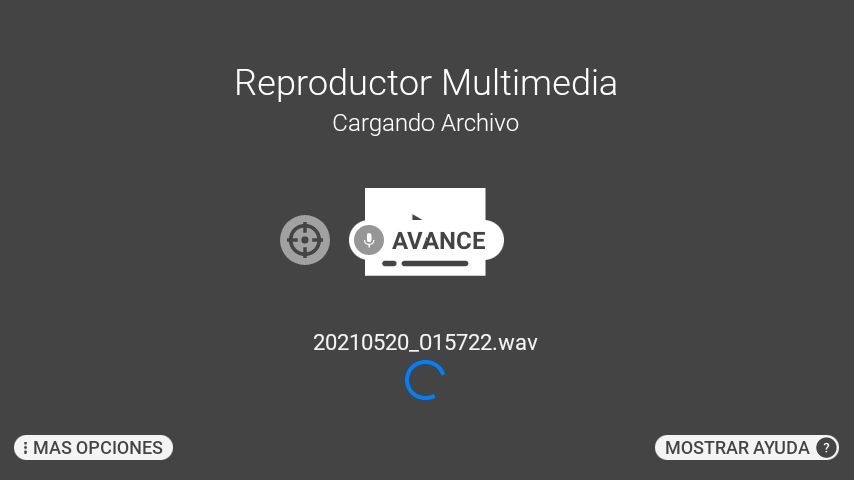 Reproductor Multimedia
Cargando Archivo
AVANCE
20210520_015722.wav
MAS OPCIONES
MOSTRAR AYUDA ?